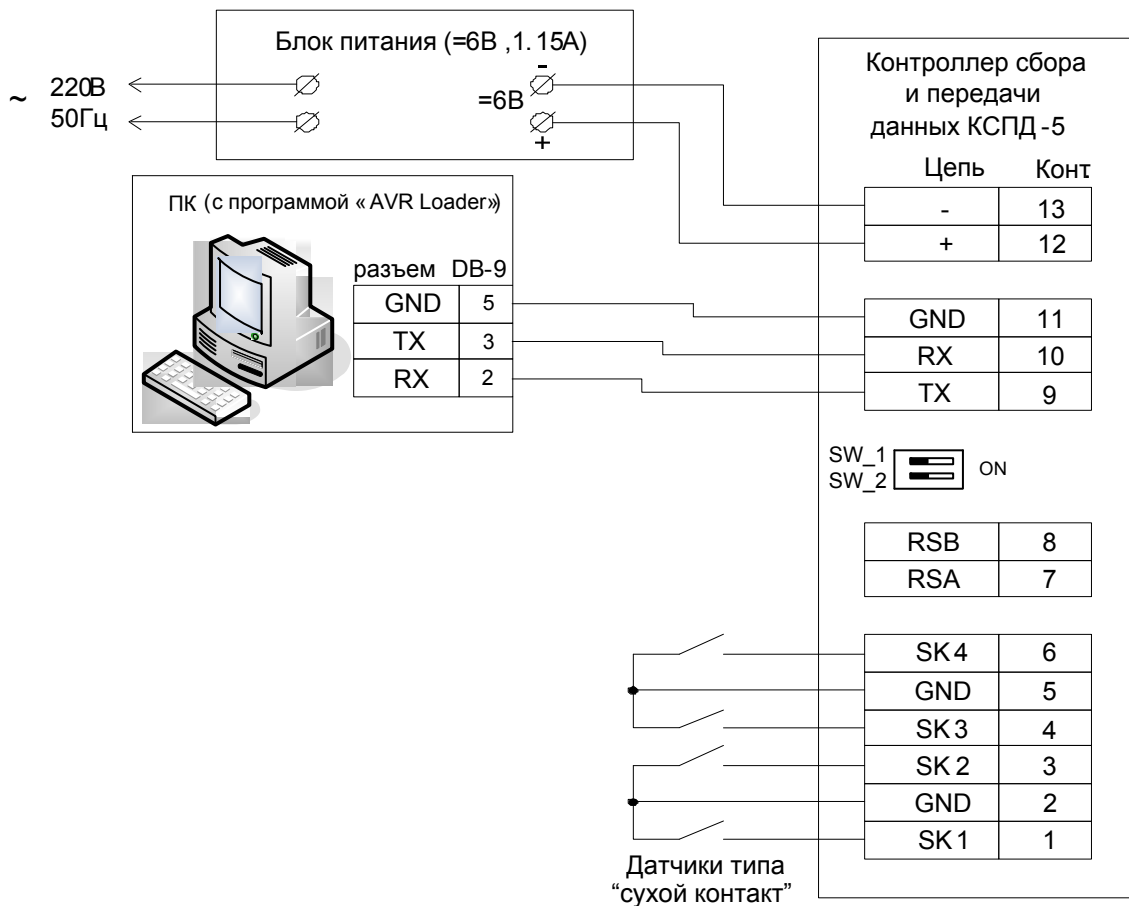 Блок питания (=6В ,1.15А)
~ 220В
50Гц
-
=6В
+
Контроллер сбора
и передачи
данных КСПД -5
Цепь Конт
- 13
+ 12
ПК (с программой « AVR Loader»)
разъем DB-9
GND 5
TX 3
RX 2
GND 11
RX 10
TX 9
SW_1
SW_2
ON
RSB 8
RSA 7
SK4 6
GND 5
SK3 4
SK2 3
GND 2
SK1 1
Датчики типа
“сухой контакт”